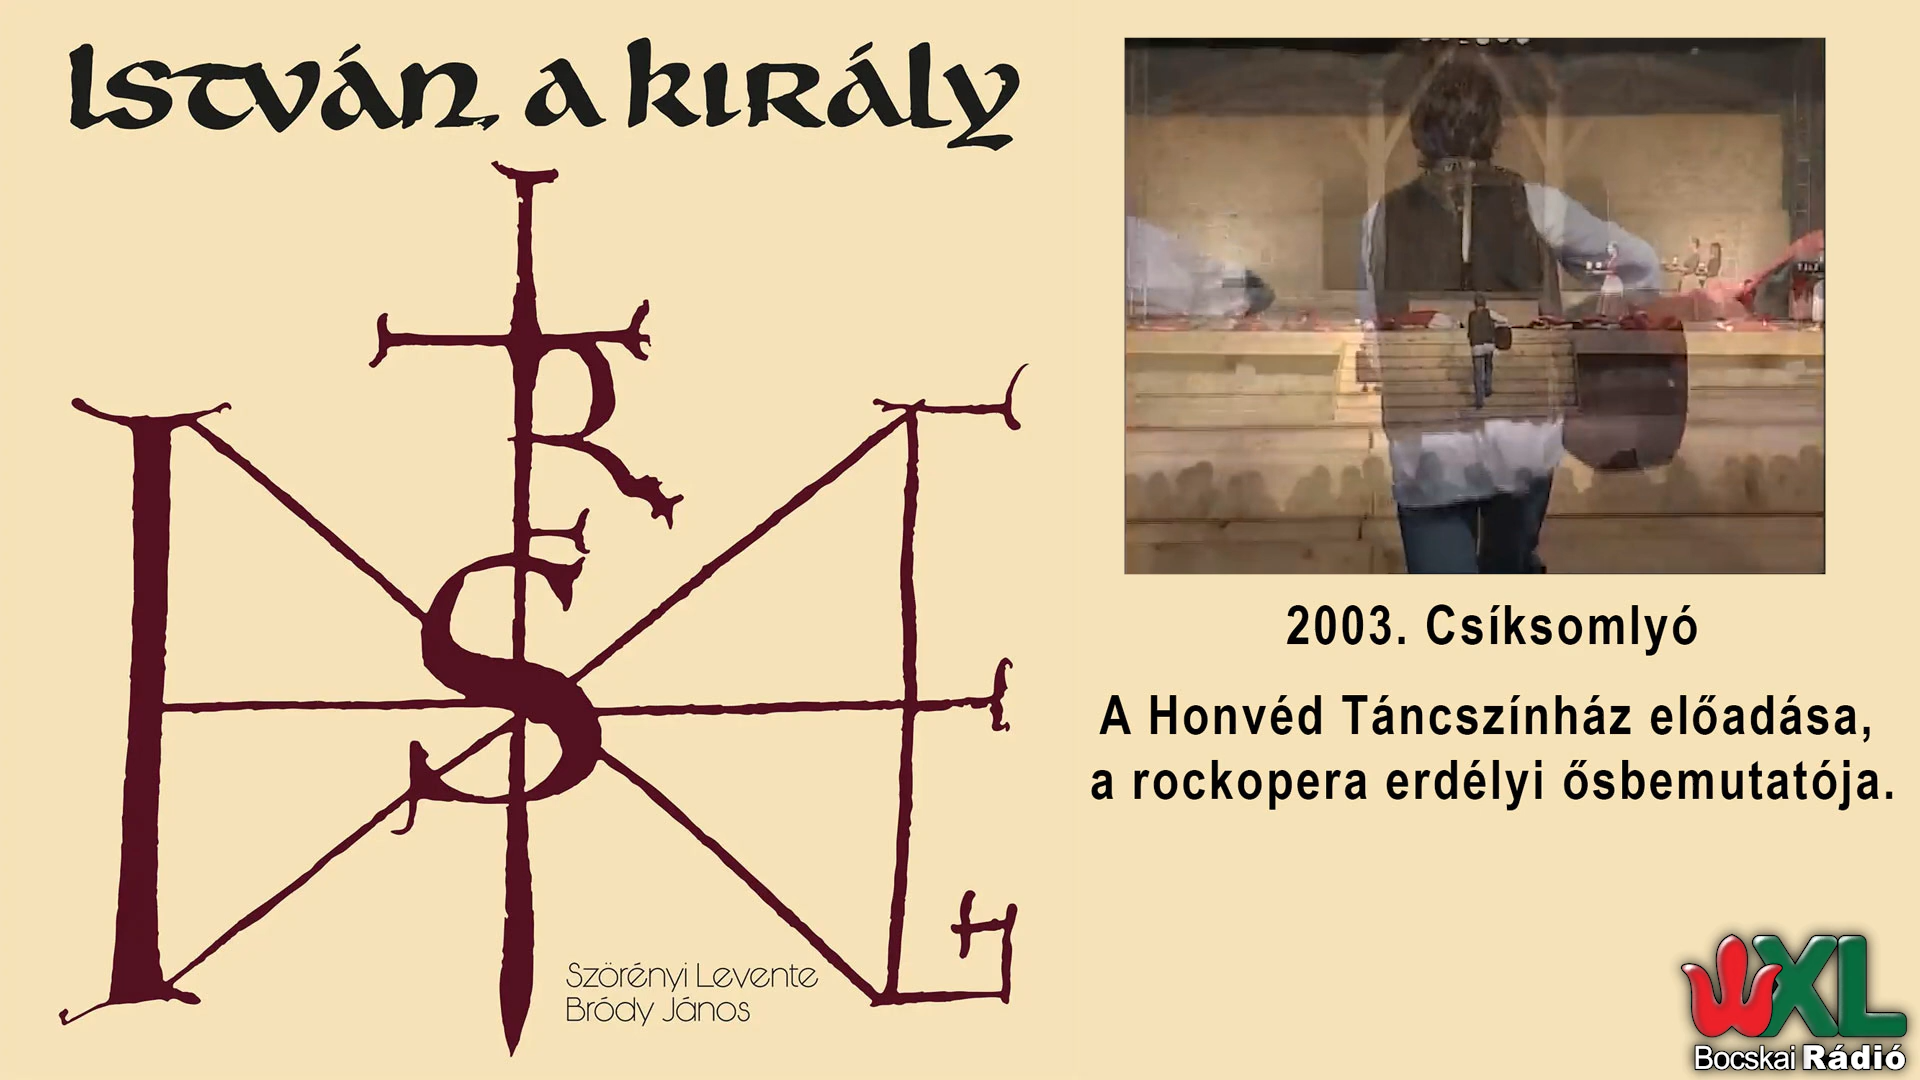 István, a király
Szörényi Levente
Bródy János
2003. Csíksomlyó
A Honvéd Táncszínház előadása,
a rockopera erdélyi ősbemutatója.
XL
Bocskai Rádió